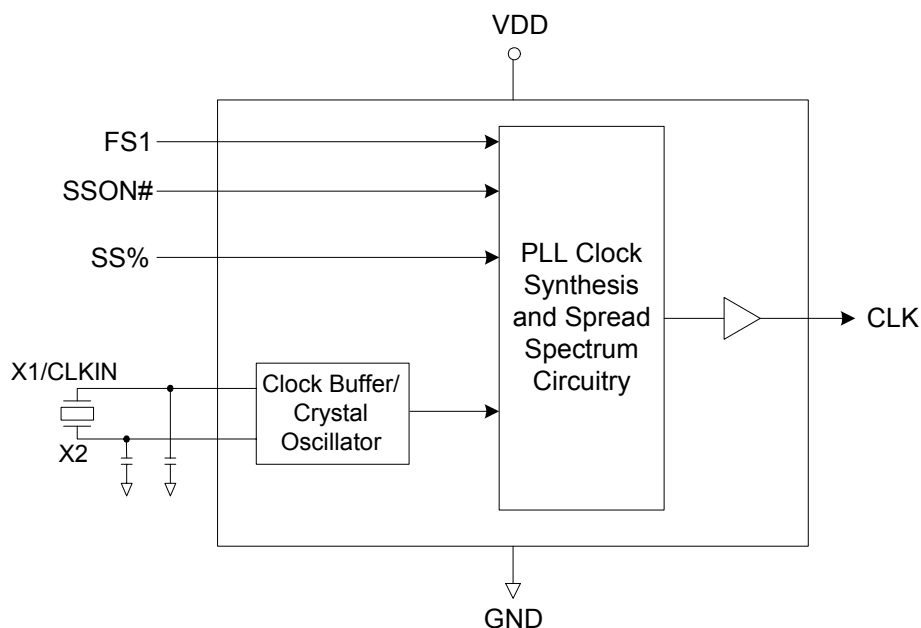 VDD
FS1
SSON#
SS%
PLL Clock
Synthesis
and Spread
Spectrum
Circuitry
CLK
X1/CLKIN
X2
Clock Buffer/
Crystal
Oscillator
GND